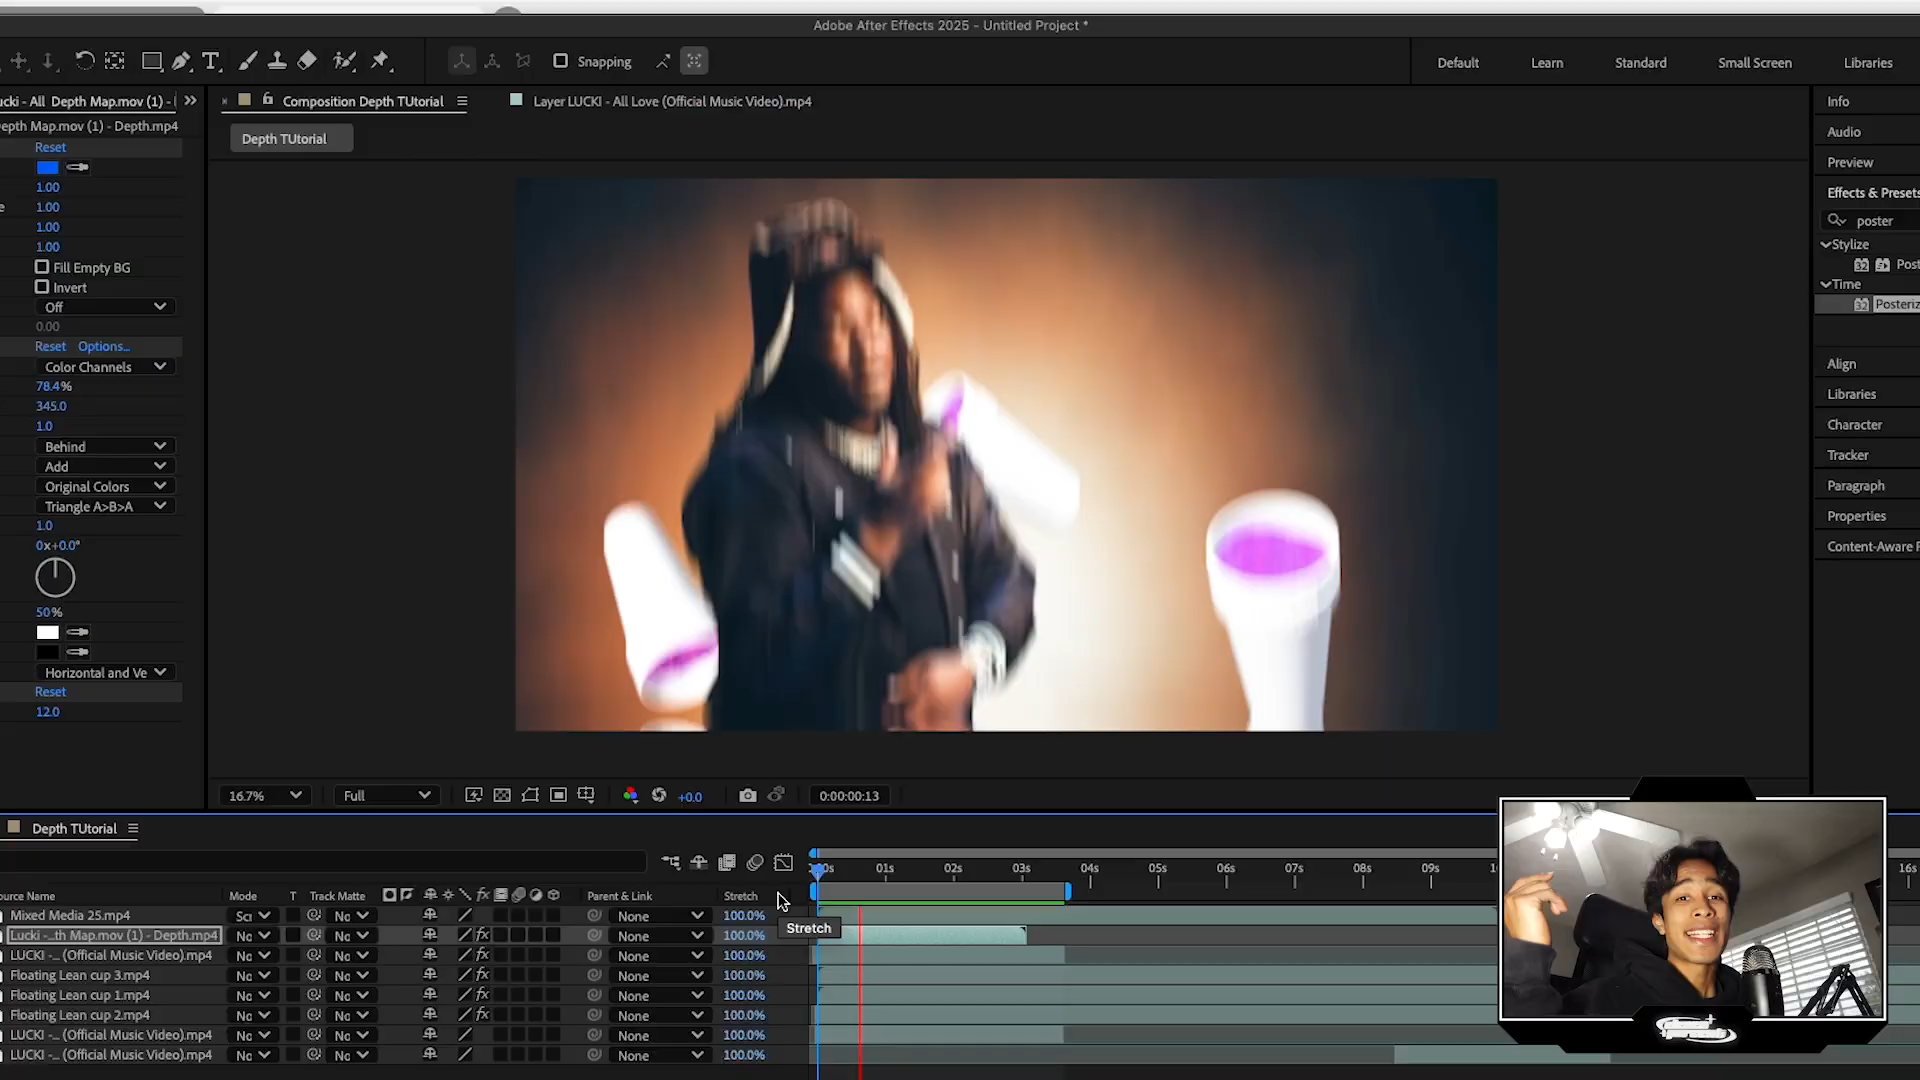 Adobe After Effects 2025 - Untitled Project *
Snapping
Default
Learn
Standard
Small Screen
Libraries
ucki - All Depth Map.mov (1) -
Composition Depth TUtorial
Layer LUCKI - All Love (Official Music Video).mp4
epth Map.mov (1) - Depth.mp4
Depth TUtorial
Reset
1.00
e 1.00
1.00
1.00
Fill Empty BG
Invert
Off
0.00
Reset Options...
Color Channels
78.4%
345.0
1.0
Behind
Add
Original Colors
Triangle A>B>A
1.0
0x+0.0°
50%
Horizontal and Ve
Reset
12.0
Info
Audio
Preview
Effects & Presets
poster
Stylize
32 Post
Time
32 Posteriz
Align
Libraries
Character
Tracker
Paragraph
Properties
Content-Aware F
16.7%
Full
+0.0
0:00:00:13
Depth TUtorial
0s 01s 02s 03s 04s 05s 06s 07s 08s 09s 1 16s
ource Name Mode T Track Matte fx Parent & Link Stretch
Mixed Media 25.mp4 Scr No None 100.0%
Lucki -...th Map.mov (1) - Depth.mp4 No No fx None 100.0%
Stretch
LUCKI -... (Official Music Video).mp4 No No fx None 100.0%
Floating Lean cup 3.mp4 No No fx None 100.0%
Floating Lean cup 1.mp4 No No fx None 100.0%
Floating Lean cup 2.mp4 No No fx None 100.0%
LUCKI -... (Official Music Video).mp4 No No None 100.0%
LUCKI -... (Official Music Video).mp4 No No None 100.0%